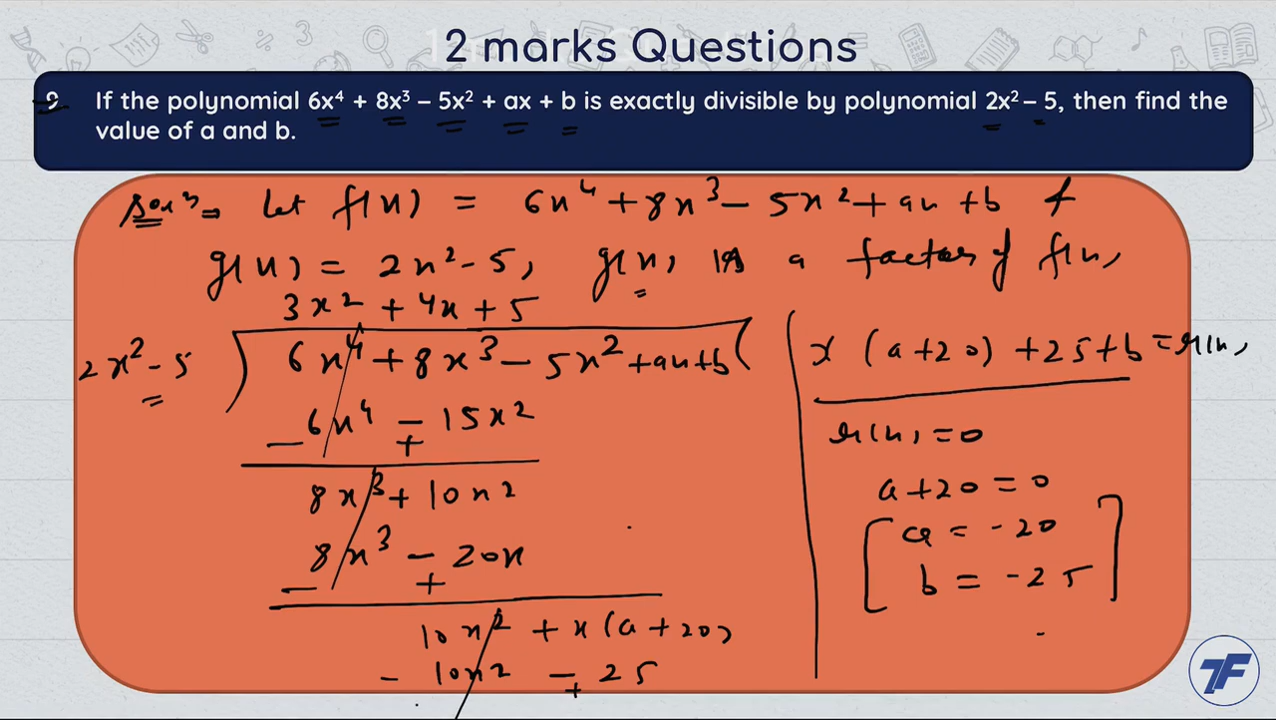 2 marks Questions
9 If the polynomial 6x⁴ + 8x³ – 5x² + ax + b is exactly divisible by polynomial 2x² – 5, then find the
value of a and b.
Let f(x) = 6x⁴ + 8x³ – 5x² + ax + b &
g(x) = 2x² – 5, g(x) is a factor of f(x)
3x² + 4x + 5
2x² – 5 ) 6x⁴ + 8x³ – 5x² + ax + b (
– 6x⁴ – 15x²
+
8x³ + 10x²
– 8x³ – 20x
+
10x² + x(a + 20)
– 10x² – 25
+
x (a + 20) + 25 + b = r(x)
r(x) = 0
a + 20 = 0
[ a = – 20
b = – 25 ]
7F